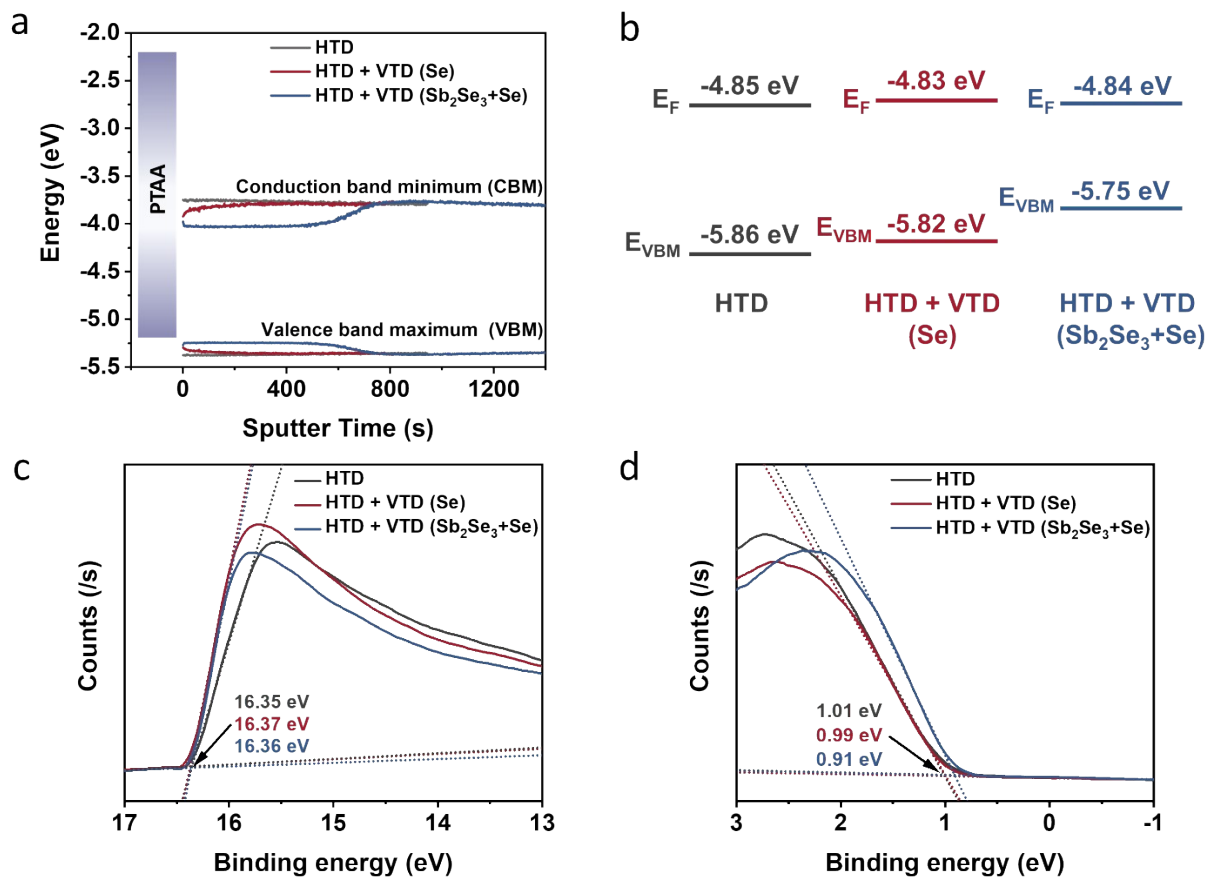 a
-2.0
-2.5
-3.0
-3.5
-4.0
-4.5
-5.0
-5.5
Energy (eV)
PTAA
HTD
HTD + VTD (Se)
HTD + VTD (Sb₂Se₃+Se)
Conduction band minimum (CBM)
Valence band maximum (VBM)
0 400 800 1200
Sputter Time (s)
b
E_F -4.85 eV
E_F -4.83 eV
E_F -4.84 eV
E_VBM -5.86 eV
E_VBM -5.82 eV
E_VBM -5.75 eV
HTD
HTD + VTD
(Se)
HTD + VTD
(Sb₂Se₃+Se)
c
Counts (/s)
HTD
HTD + VTD (Se)
HTD + VTD (Sb₂Se₃+Se)
16.35 eV
16.37 eV
16.36 eV
17 16 15 14 13
Binding energy (eV)
d
Counts (/s)
HTD
HTD + VTD (Se)
HTD + VTD (Sb₂Se₃+Se)
1.01 eV
0.99 eV
0.91 eV
3 2 1 0 -1
Binding energy (eV)